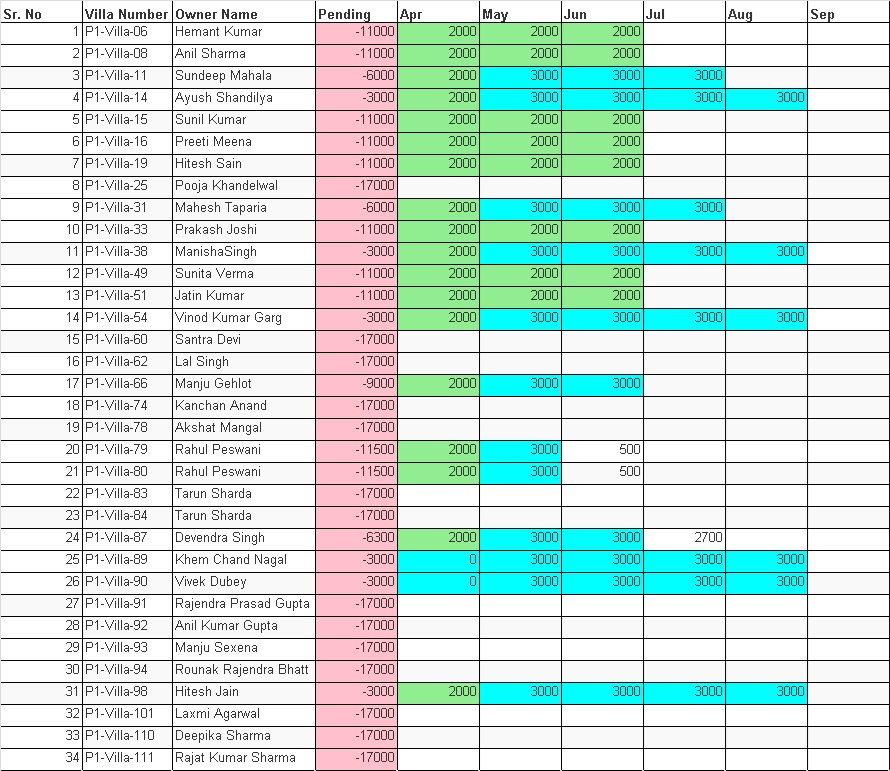 Sr. No Villa Number Owner Name Pending Apr May Jun Jul Aug Sep
1 P1-Villa-06 Hemant Kumar -11000 2000 2000 2000
2 P1-Villa-08 Anil Sharma -11000 2000 2000 2000
3 P1-Villa-11 Sundeep Mahala -6000 2000 3000 3000 3000
4 P1-Villa-14 Ayush Shandilya -3000 2000 3000 3000 3000 3000
5 P1-Villa-15 Sunil Kumar -11000 2000 2000 2000
6 P1-Villa-16 Preeti Meena -11000 2000 2000 2000
7 P1-Villa-19 Hitesh Sain -11000 2000 2000 2000
8 P1-Villa-25 Pooja Khandelwal -17000
9 P1-Villa-31 Mahesh Taparia -6000 2000 3000 3000 3000
10 P1-Villa-33 Prakash Joshi -11000 2000 2000 2000
11 P1-Villa-38 ManishaSingh -3000 2000 3000 3000 3000 3000
12 P1-Villa-49 Sunita Verma -11000 2000 2000 2000
13 P1-Villa-51 Jatin Kumar -11000 2000 2000 2000
14 P1-Villa-54 Vinod Kumar Garg -3000 2000 3000 3000 3000 3000
15 P1-Villa-60 Santra Devi -17000
16 P1-Villa-62 Lal Singh -17000
17 P1-Villa-66 Manju Gehlot -9000 2000 3000 3000
18 P1-Villa-74 Kanchan Anand -17000
19 P1-Villa-78 Akshat Mangal -17000
20 P1-Villa-79 Rahul Peswani -11500 2000 3000 500
21 P1-Villa-80 Rahul Peswani -11500 2000 3000 500
22 P1-Villa-83 Tarun Sharda -17000
23 P1-Villa-84 Tarun Sharda -17000
24 P1-Villa-87 Devendra Singh -6300 2000 3000 3000 2700
25 P1-Villa-89 Khem Chand Nagal -3000 0 3000 3000 3000 3000
26 P1-Villa-90 Vivek Dubey -3000 0 3000 3000 3000 3000
27 P1-Villa-91 Rajendra Prasad Gupta -17000
28 P1-Villa-92 Anil Kumar Gupta -17000
29 P1-Villa-93 Manju Sexena -17000
30 P1-Villa-94 Rounak Rajendra Bhatt -17000
31 P1-Villa-98 Hitesh Jain -3000 2000 3000 3000 3000 3000
32 P1-Villa-101 Laxmi Agarwal -17000
33 P1-Villa-110 Deepika Sharma -17000
34 P1-Villa-111 Rajat Kumar Sharma -17000